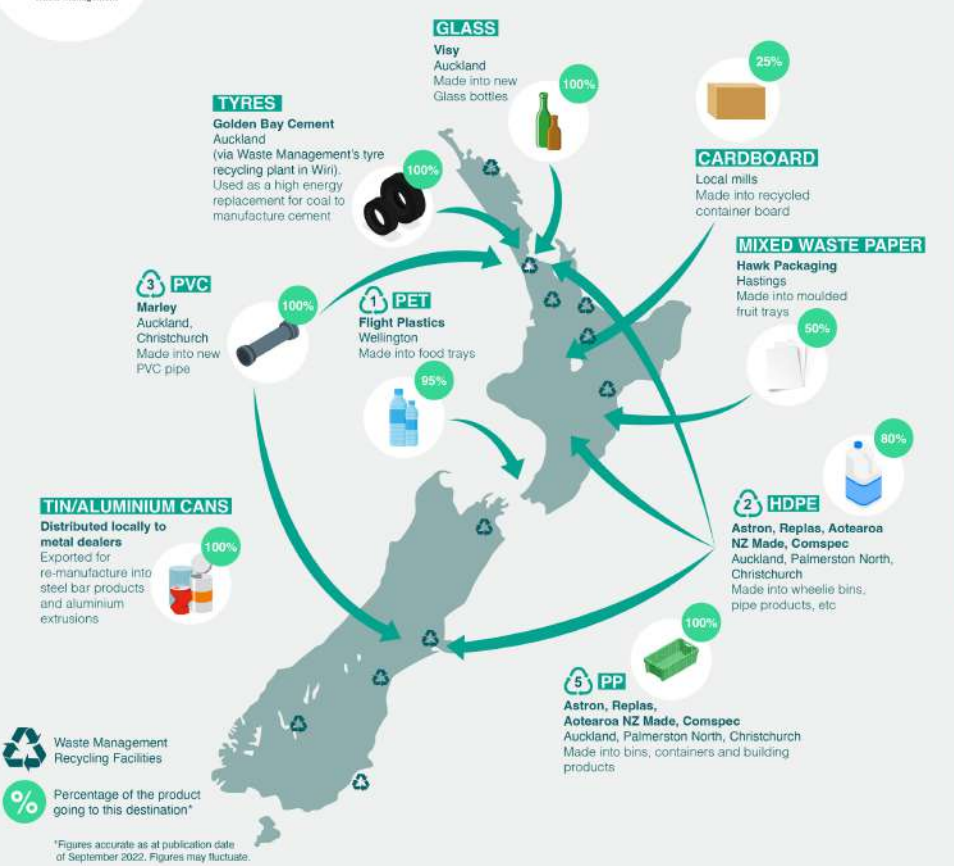 GLASS
Visy
Auckland
Made into new
Glass bottles
100%
25%
TYRES
Golden Bay Cement
Auckland
(via Waste Management's tyre
recycling plant in Wiri).
Used as a high energy
replacement for coal to
manufacture cement
100%
CARDBOARD
Local mills
Made into recycled
container board
MIXED WASTE PAPER
Hawk Packaging
Hastings
Made into moulded
fruit trays
50%
3 PVC
Marley
Auckland,
Christchurch
Made into new
PVC pipe
100%
1 PET
Flight Plastics
Wellington
Made into food trays
95%
80%
2 HDPE
Astron, Replas, Aotearoa
NZ Made, Comspec
Auckland, Palmerston North,
Christchurch
Made into wheelie bins,
pipe products, etc
TIN/ALUMINIUM CANS
Distributed locally to
metal dealers
Exported for
re-manufacture into
steel bar products
and aluminium
extrusions
100%
100%
5 PP
Astron, Replas,
Aotearoa NZ Made, Comspec
Auckland, Palmerston North, Christchurch
Made into bins, containers and building
products
Waste Management
Recycling Facilities
%
Percentage of the product
going to this destination*
*Figures accurate as at publication date
of September 2022. Figures may fluctuate.